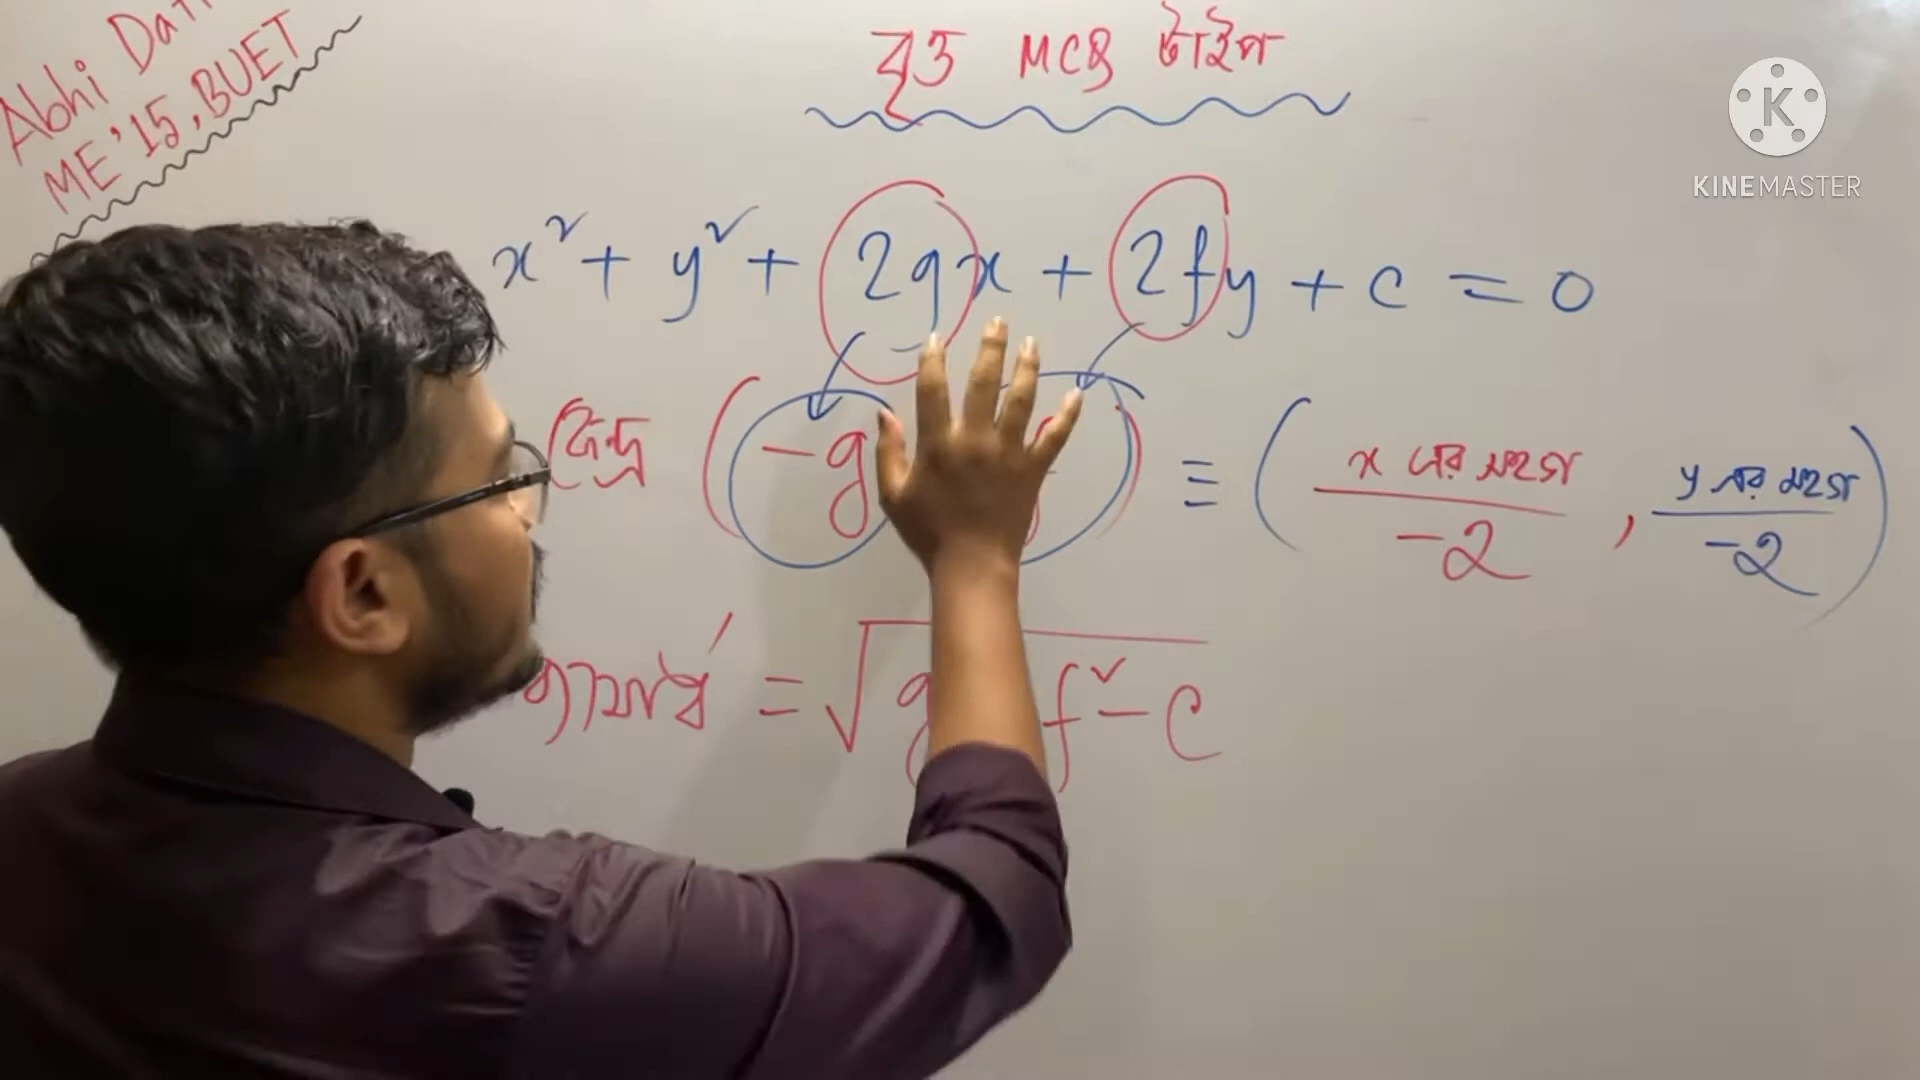 Abhi
ME'15, BUET
বৃত্ত MCQ টাইপ
KINEMASTER
x² + y² + 2gx + 2fy + c = 0
কেন্দ্র (-g ) ≡ (x এর সহগ / -2 , y এর সহগ / -2)
ব্যাসার্ধ = √g f² - c